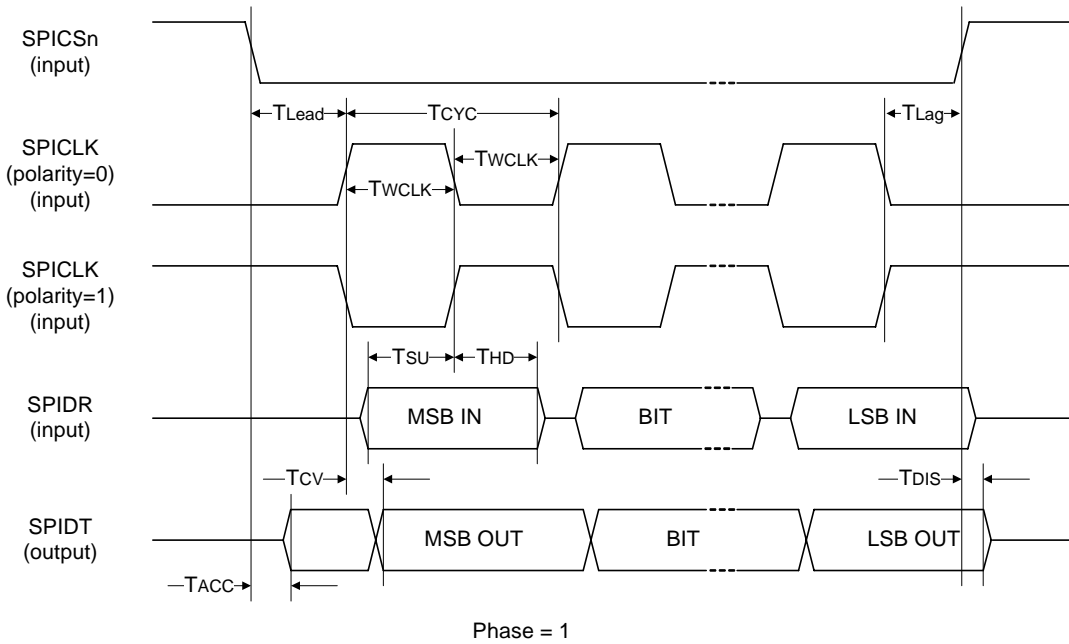 SPICSn
(input)
TLead
TCYC
TLag
SPICLK
(polarity=0)
(input)
TWCLK
TWCLK
SPICLK
(polarity=1)
(input)
TSU
THD
SPIDR
(input)
MSB IN
BIT
LSB IN
TCV
TDIS
SPIDT
(output)
MSB OUT
BIT
LSB OUT
TACC
Phase = 1